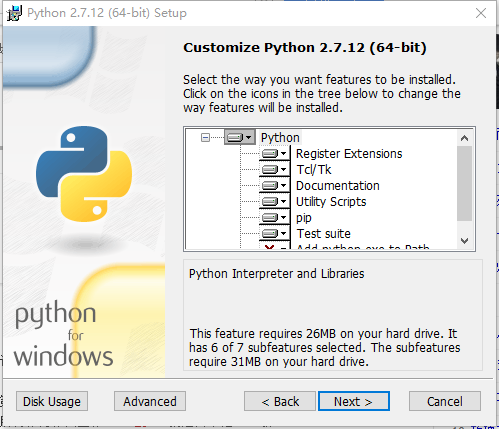 Python 2.7.12 (64-bit) Setup
Customize Python 2.7.12 (64-bit)
Select the way you want features to be installed.
Click on the icons in the tree below to change the
way features will be installed.
Python
Register Extensions
Tcl/Tk
Documentation
Utility Scripts
pip
Test suite
Add python.exe to Path
Python Interpreter and Libraries
This feature requires 26MB on your hard drive. It
has 6 of 7 subfeatures selected. The subfeatures
require 31MB on your hard drive.
python
for
windows
Disk Usage
Advanced
< Back
Next >
Cancel